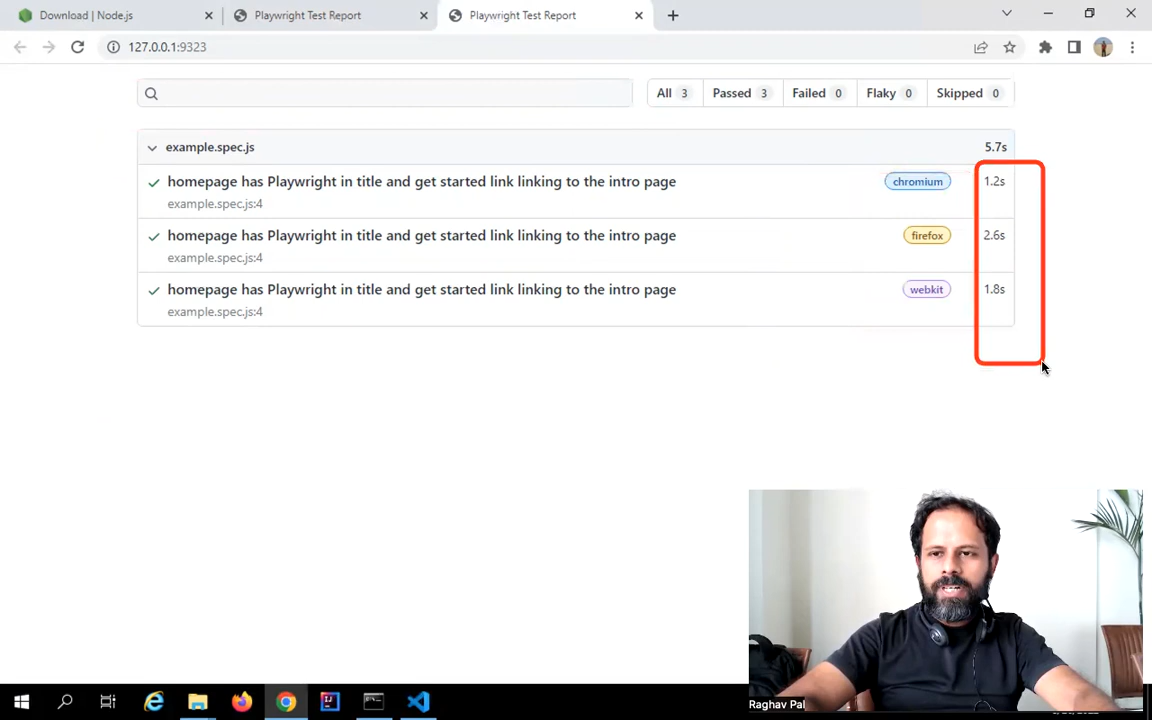 Download | Node.js
Playwright Test Report
Playwright Test Report
127.0.0.1:9323
All 3 Passed 3 Failed 0 Flaky 0 Skipped 0
example.spec.js 5.7s
homepage has Playwright in title and get started link linking to the intro page chromium 1.2s
example.spec.js:4
homepage has Playwright in title and get started link linking to the intro page firefox 2.6s
example.spec.js:4
homepage has Playwright in title and get started link linking to the intro page webkit 1.8s
example.spec.js:4
Raghav Pal